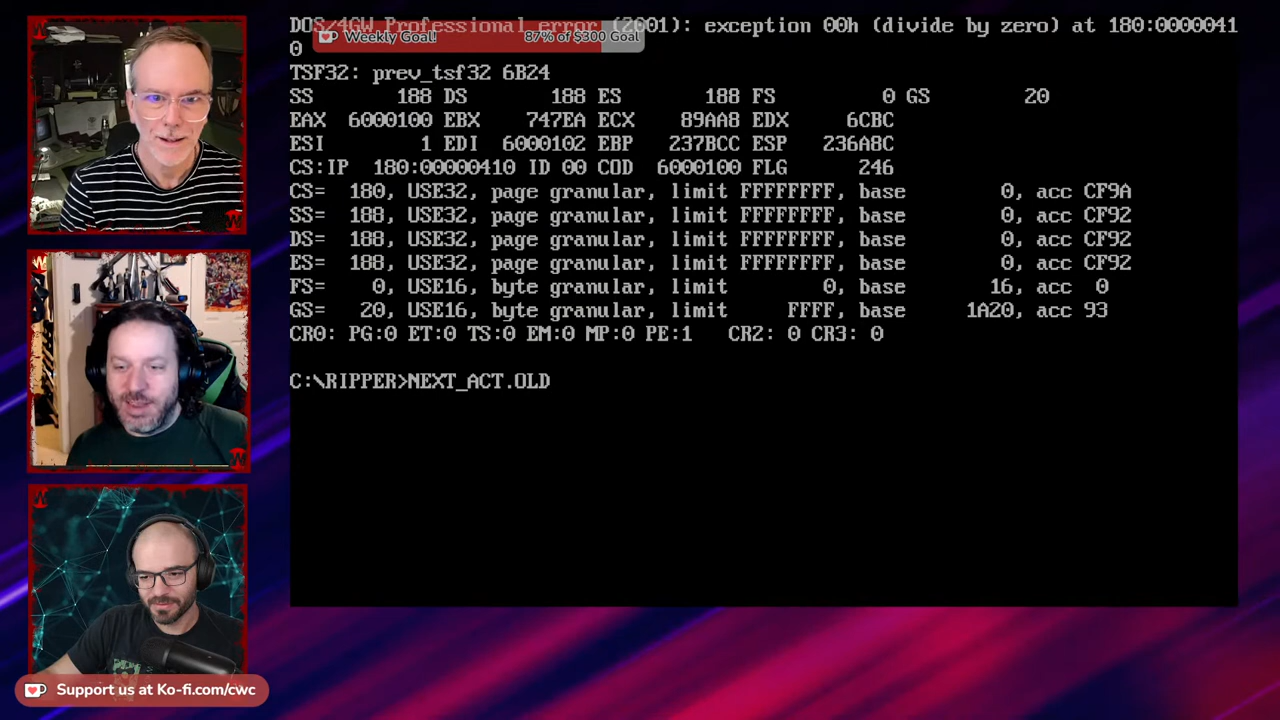 DOS/4GW Professional error (2001): exception 00h (divide by zero) at 180:0000041
0
Weekly Goal! 87% of $300 Goal
TSF32: prev_tsf32 6B24
SS 188 DS 188 ES 188 FS 0 GS 20
EAX 6000100 EBX 747EA ECX 89AA8 EDX 6CBC
ESI 1 EDI 6000102 EBP 237BCC ESP 236A8C
CS:IP 180:00000410 ID 00 COD 6000100 FLG 246
CS= 180, USE32, page granular, limit FFFFFFFF, base 0, acc CF9A
SS= 188, USE32, page granular, limit FFFFFFFF, base 0, acc CF92
DS= 188, USE32, page granular, limit FFFFFFFF, base 0, acc CF92
ES= 188, USE32, page granular, limit FFFFFFFF, base 0, acc CF92
FS= 0, USE16, byte granular, limit 0, base 16, acc 0
GS= 20, USE16, byte granular, limit FFFF, base 1A20, acc 93
CR0: PG:0 ET:0 TS:0 EM:0 MP:0 PE:1 CR2: 0 CR3: 0
C:\RIPPER>NEXT_ACT.OLD
Support us at Ko-fi.com/cwc